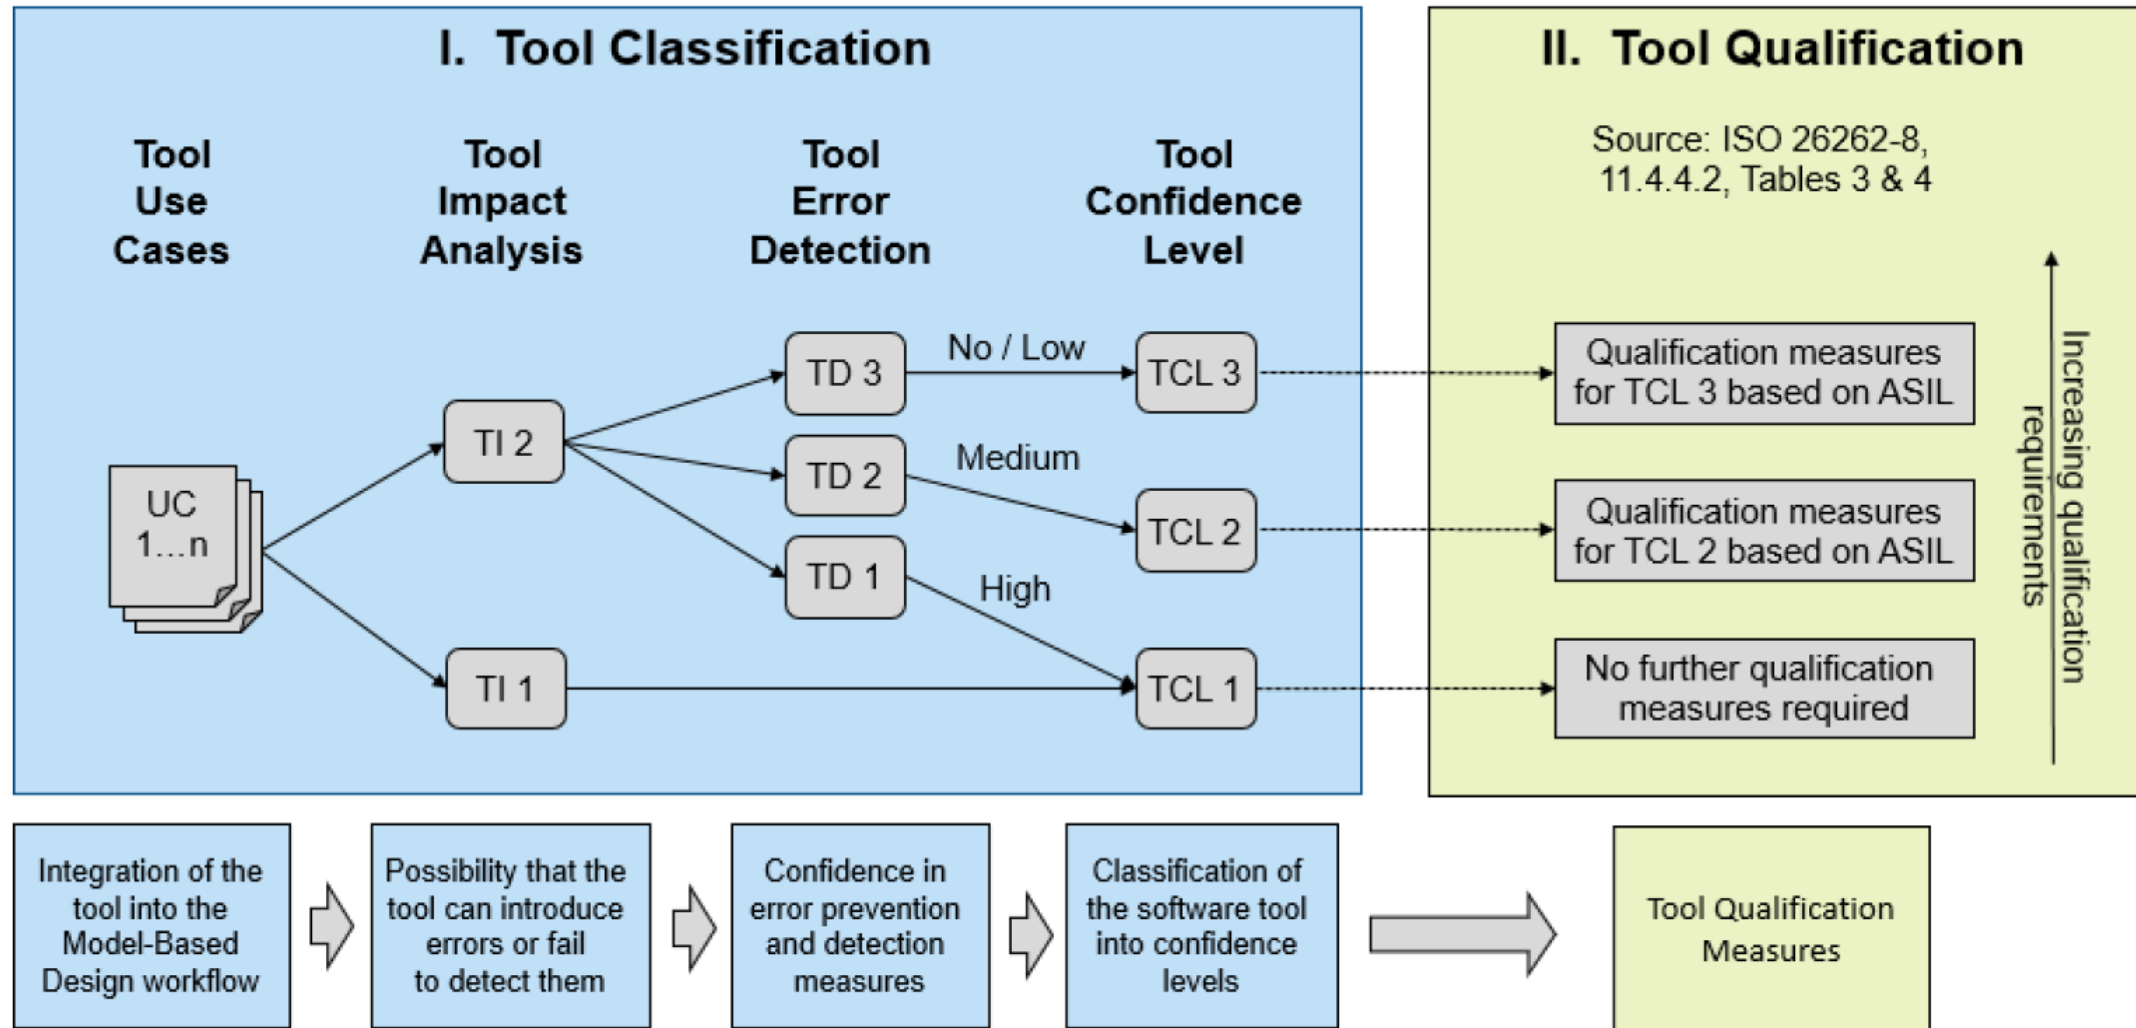 I. Tool Classification
Tool
Use
Cases
Tool
Impact
Analysis
Tool
Error
Detection
Tool
Confidence
Level
UC
1...n
TI 2
TI 1
TD 3
TD 2
TD 1
No / Low
Medium
High
TCL 3
TCL 2
TCL 1
II. Tool Qualification
Source: ISO 26262-8,
11.4.4.2, Tables 3 & 4
Qualification measures
for TCL 3 based on ASIL
Qualification measures
for TCL 2 based on ASIL
No further qualification
measures required
Increasing qualification
requirements
Integration of the
tool into the
Model-Based
Design workflow
Possibility that the
tool can introduce
errors or fail
to detect them
Confidence in
error prevention
and detection
measures
Classification of
the software tool
into confidence
levels
Tool Qualification
Measures